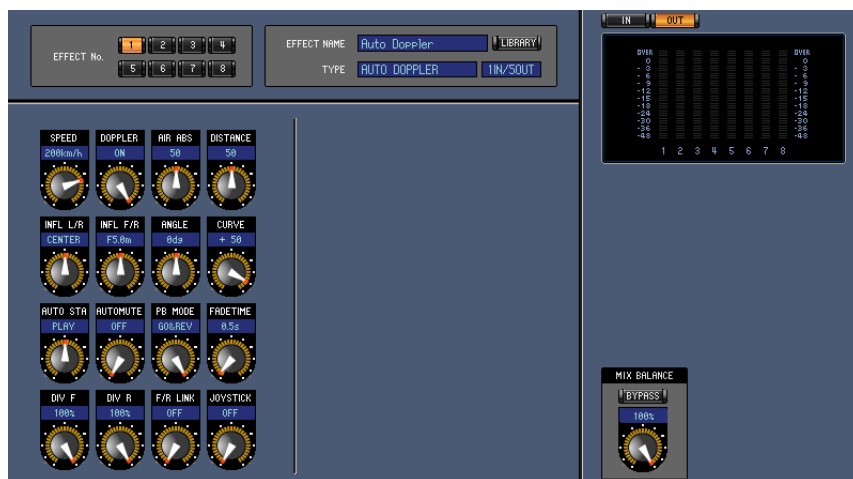 EFFECT No.
1 2 3 4
5 6 7 8
EFFECT NAME Auto Doppler LIBRARY
TYPE AUTO DOPPLER 1IN/5OUT
IN OUT
OVER OVER
0 0
- 3 - 3
- 6 - 6
- 9 - 9
-12 -12
-15 -15
-18 -18
-24 -24
-30 -30
-36 -36
-48 -48
1 2 3 4 5 6 7 8
SPEED DOPPLER AIR ABS DISTANCE
200km/h ON 50 50
INFL L/R INFL F/R ANGLE CURVE
CENTER F5.0m 0dg + 50
AUTO STA AUTOMUTE PB MODE FADETIME
PLAY OFF GO&REV 0.5s
DIV F DIV R F/R LINK JOYSTICK
100% 100% OFF OFF
MIX BALANCE
BYPASS
100%